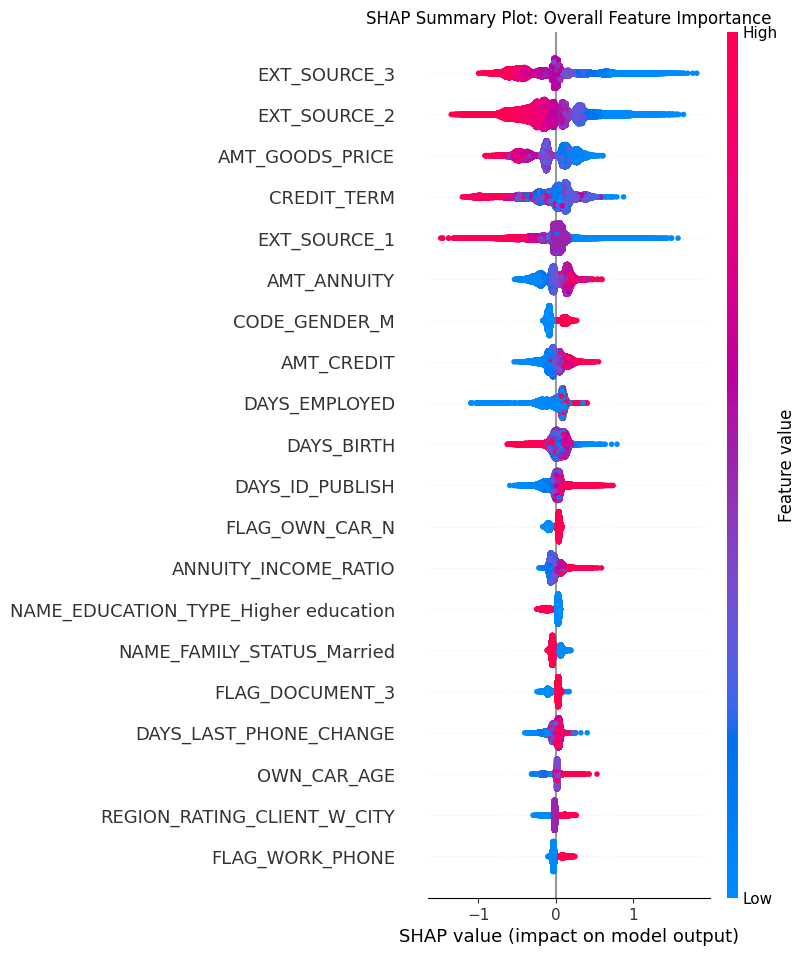 SHAP Summary Plot: Overall Feature Importance
High
EXT_SOURCE_3
EXT_SOURCE_2
AMT_GOODS_PRICE
CREDIT_TERM
EXT_SOURCE_1
AMT_ANNUITY
CODE_GENDER_M
AMT_CREDIT
DAYS_EMPLOYED
DAYS_BIRTH
DAYS_ID_PUBLISH
FLAG_OWN_CAR_N
ANNUITY_INCOME_RATIO
NAME_EDUCATION_TYPE_Higher education
NAME_FAMILY_STATUS_Married
FLAG_DOCUMENT_3
DAYS_LAST_PHONE_CHANGE
OWN_CAR_AGE
REGION_RATING_CLIENT_W_CITY
FLAG_WORK_PHONE
Feature value
Low
−1 0 1
SHAP value (impact on model output)